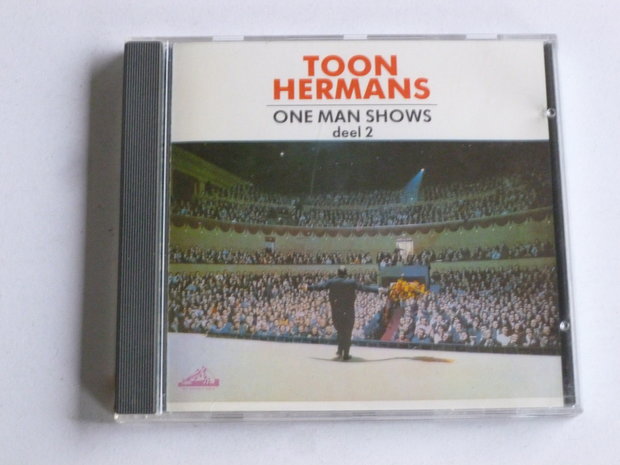 TOON
HERMANS
ONE MAN SHOWS
deel 2